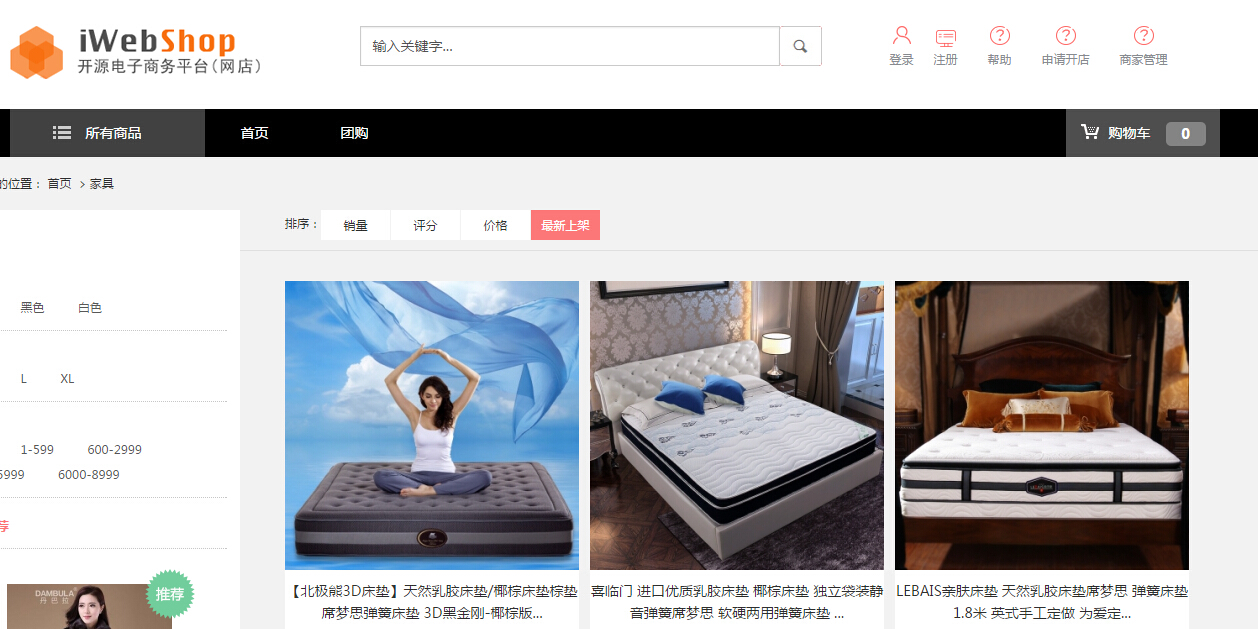 iWebShop
开源电子商务平台(网店)
输入关键字...
登录 注册 帮助 申请开店 商家管理
所有商品 首页 团购 购物车 0
的位置： 首页 > 家具
排序： 销量 评分 价格 最新上架
黑色 白色
L XL
1-599 600-2999
5999 6000-8999
荐
DAMBULA
丹芭拉
推荐
【北极能3D床垫】天然乳胶床垫/椰棕床垫棕垫
席梦思弹簧床垫 3D黑金刚-椰棕版...
喜临门 进口优质乳胶床垫 椰棕床垫 独立袋装静
音弹簧席梦思 软硬两用弹簧床垫 ...
LEBAIS亲肤床垫 天然乳胶床垫席梦思 弹簧床垫
1.8米 英式手工定做 为爱定...